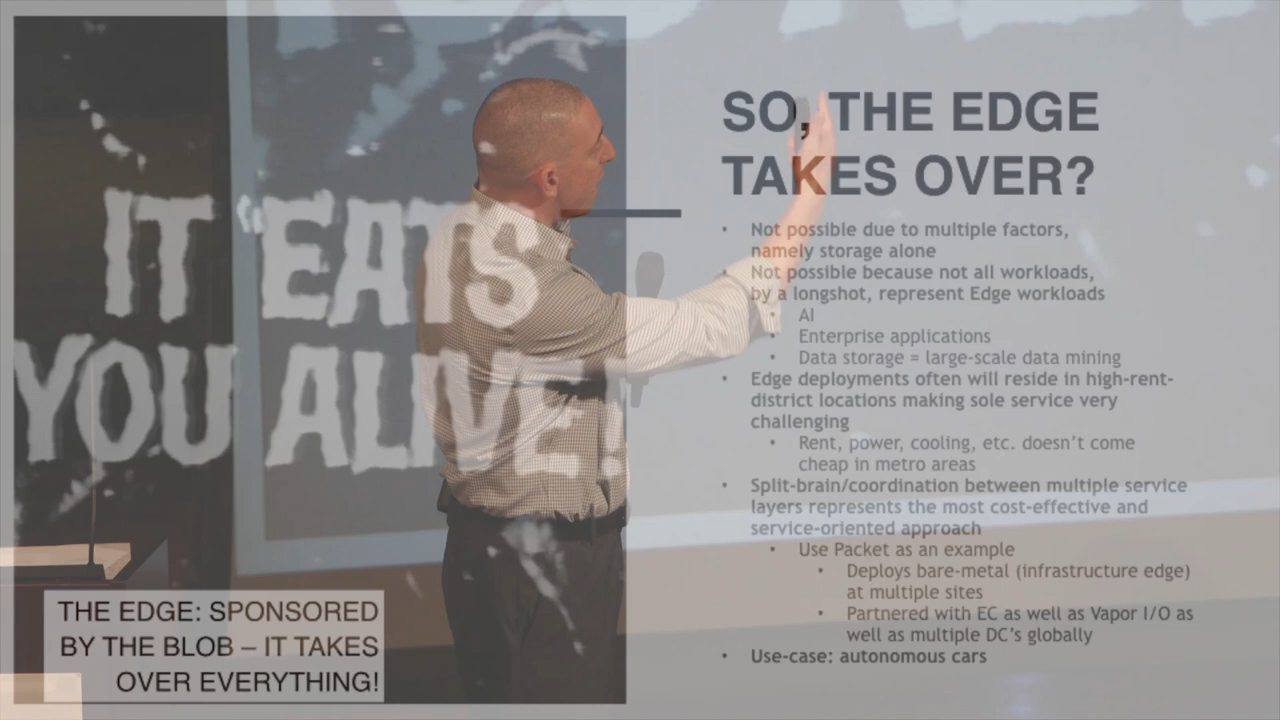 IT EATS
YOU ALIVE!
THE EDGE: SPONSORED
BY THE BLOB – IT TAKES
OVER EVERYTHING!
SO, THE EDGE
TAKES OVER?
• Not possible due to multiple factors,
namely storage alone
• Not possible because not all workloads,
by a longshot, represent Edge workloads
• AI
• Enterprise applications
• Data storage = large-scale data mining
• Edge deployments often will reside in high-rent-
district locations making sole service very
challenging
• Rent, power, cooling, etc. doesn’t come
cheap in metro areas
• Split-brain/coordination between multiple service
layers represents the most cost-effective and
service-oriented approach
• Use Packet as an example
• Deploys bare-metal (infrastructure edge)
at multiple sites
• Partnered with EC as well as Vapor I/O as
well as multiple DC’s globally
• Use-case: autonomous cars